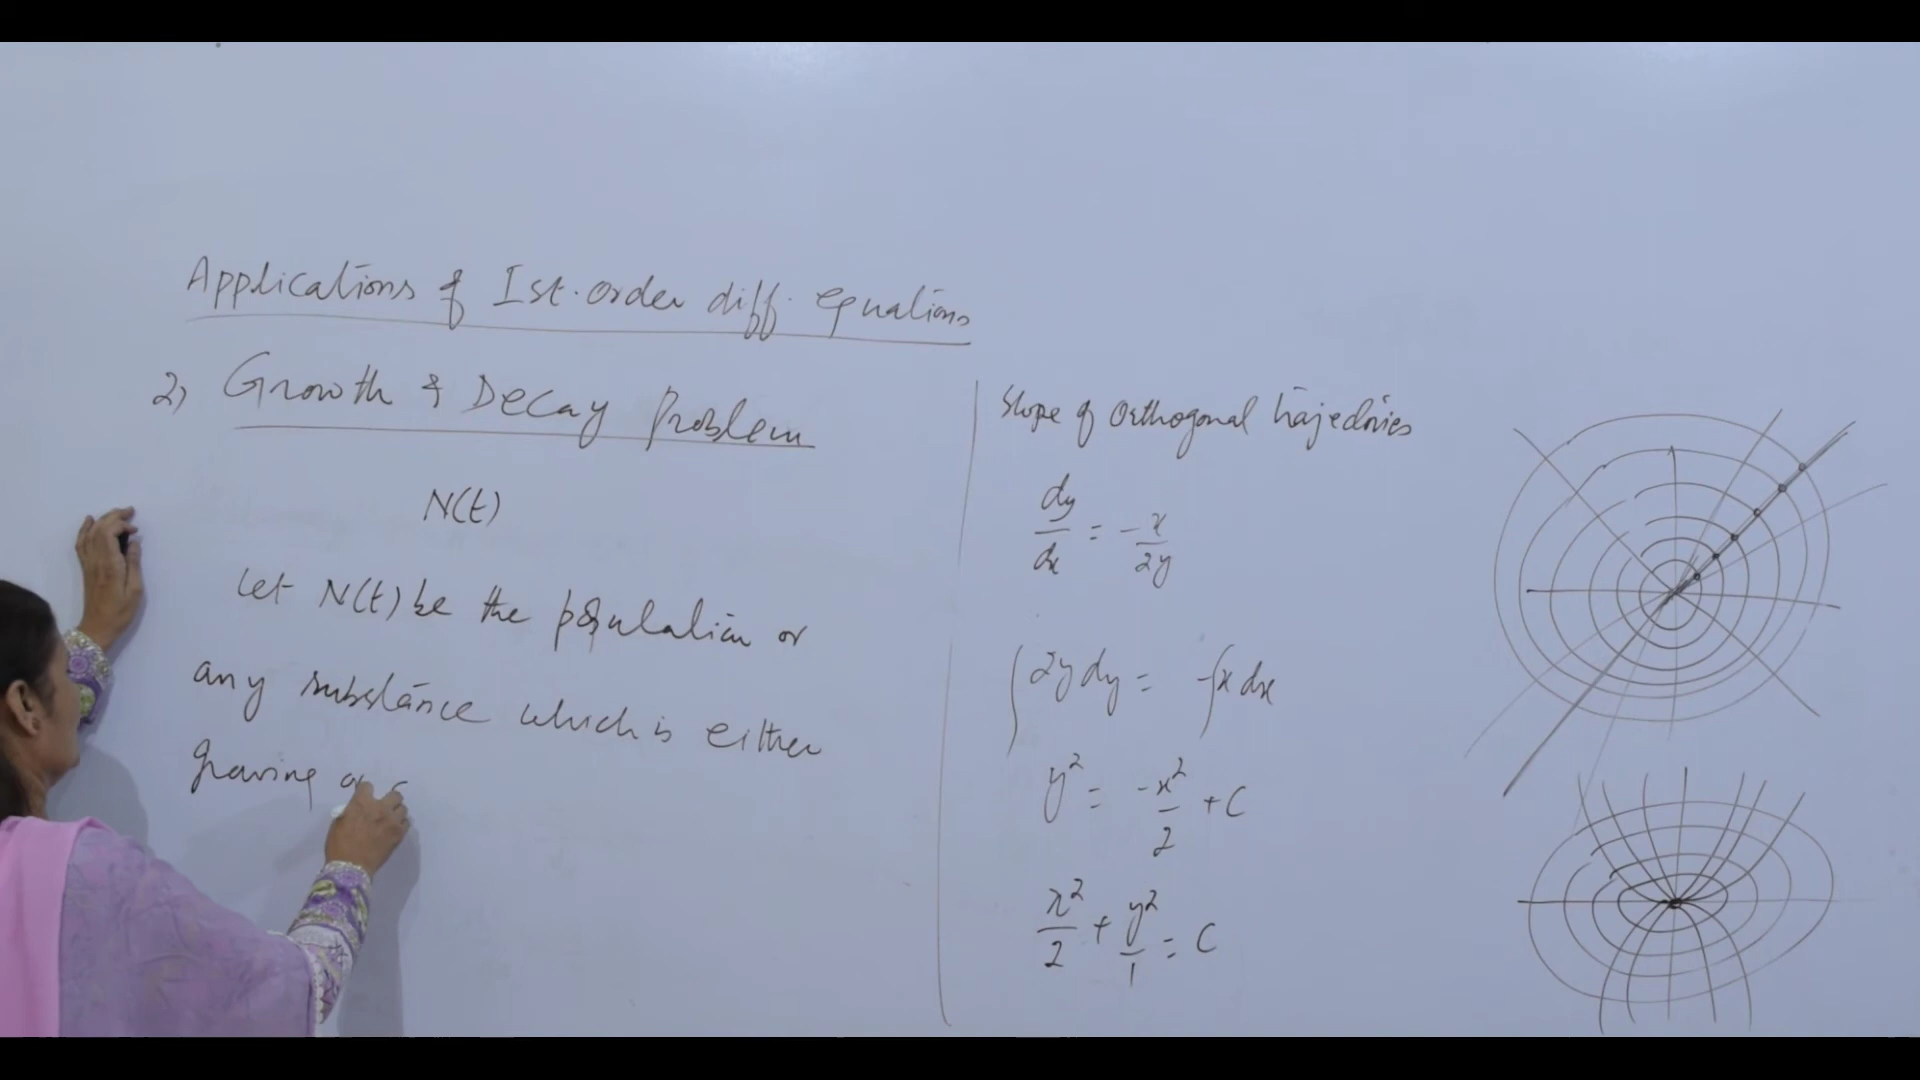 Applications of Ist. order diff. equations
2) Growth & Decay Problem
N(t)
Let N(t) be the population or
any substance which is either
growing or
Slope of Orthogonal trajectories
dy/dx = -x/2y
∫2y dy = -∫x dx
y² = -x²/2 + C
x²/2 + y²/1 = C